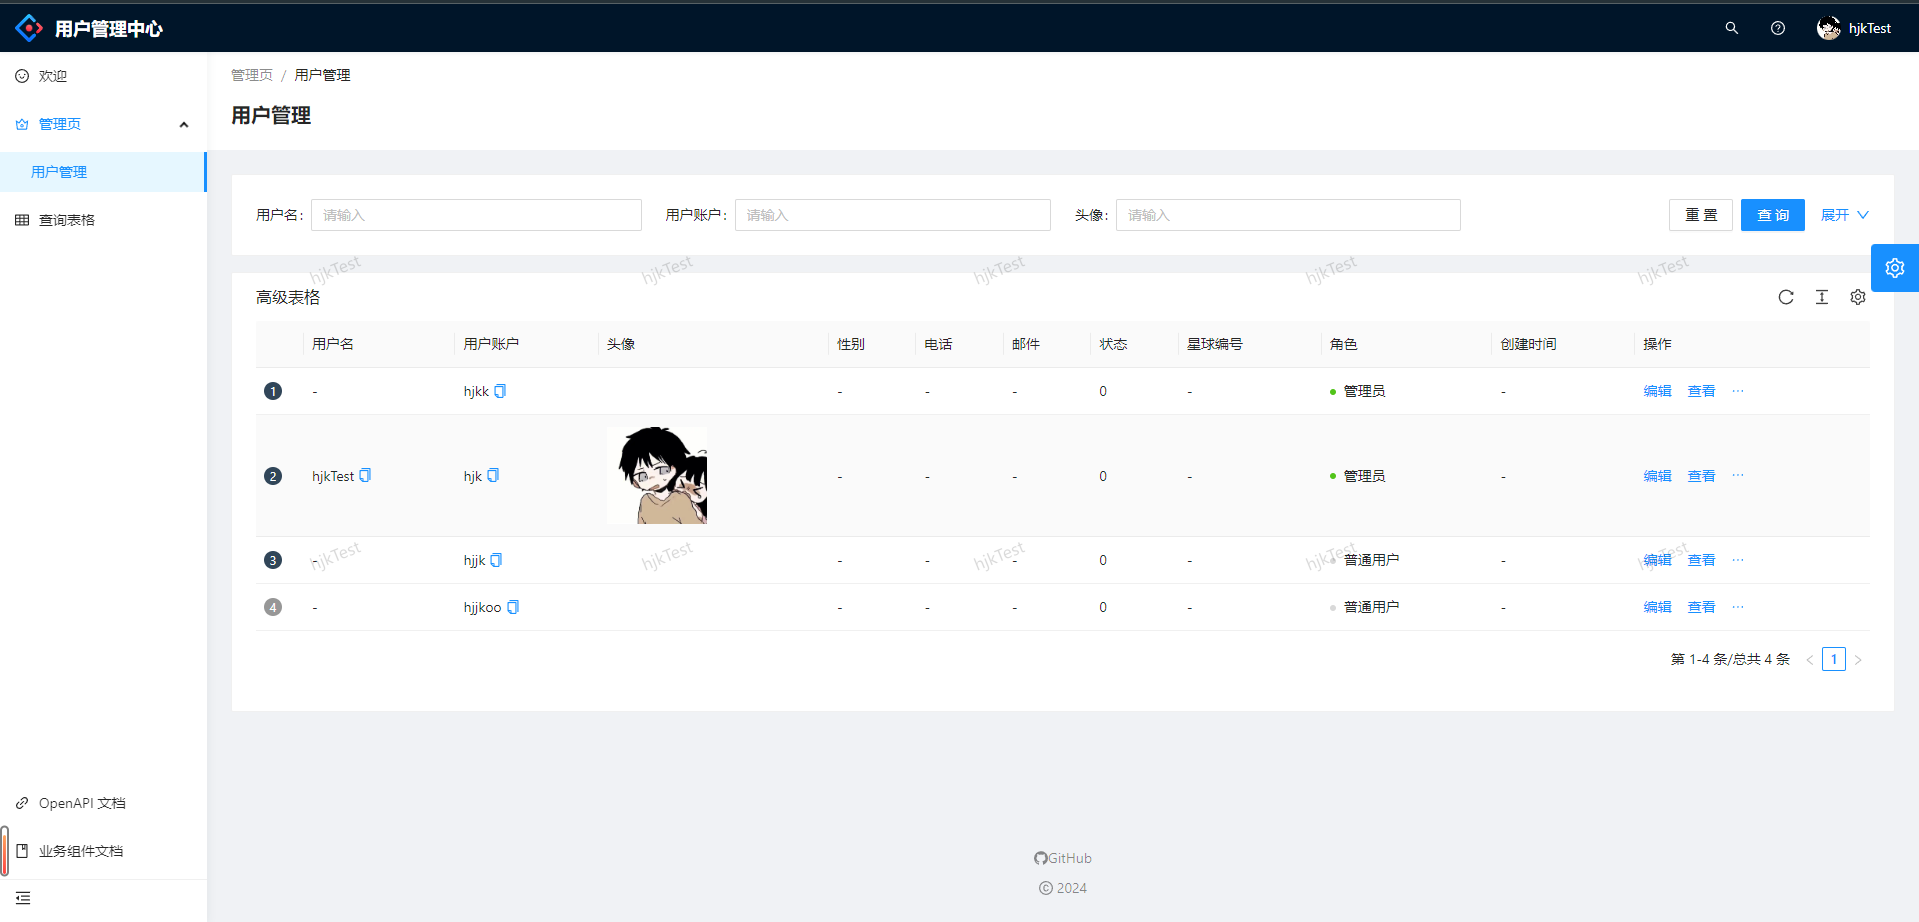 用户管理中心
hjkTest
欢迎
管理页
用户管理
查询表格
OpenAPI 文档
业务组件文档
管理页 / 用户管理
用户管理
用户名: 请输入 用户账户: 请输入 头像: 请输入 重 置 查 询 展开
hjkTest hjkTest hjkTest hjkTest hjkTest
高级表格
用户名 用户账户 头像 性别 电话 邮件 状态 星球编号 角色 创建时间 操作
1 - hjkk - - - 0 - 管理员 - 编辑 查看 ···
2 hjkTest hjk - - - 0 - 管理员 - 编辑 查看 ···
hjkTest hjkTest hjkTest hjkTest hjkTest
3 - hjjk - - - 0 - 普通用户 - 编辑 查看 ···
4 - hjjkoo - - - 0 - 普通用户 - 编辑 查看 ···
第 1-4 条/总共 4 条 < 1 >
GitHub
© 2024